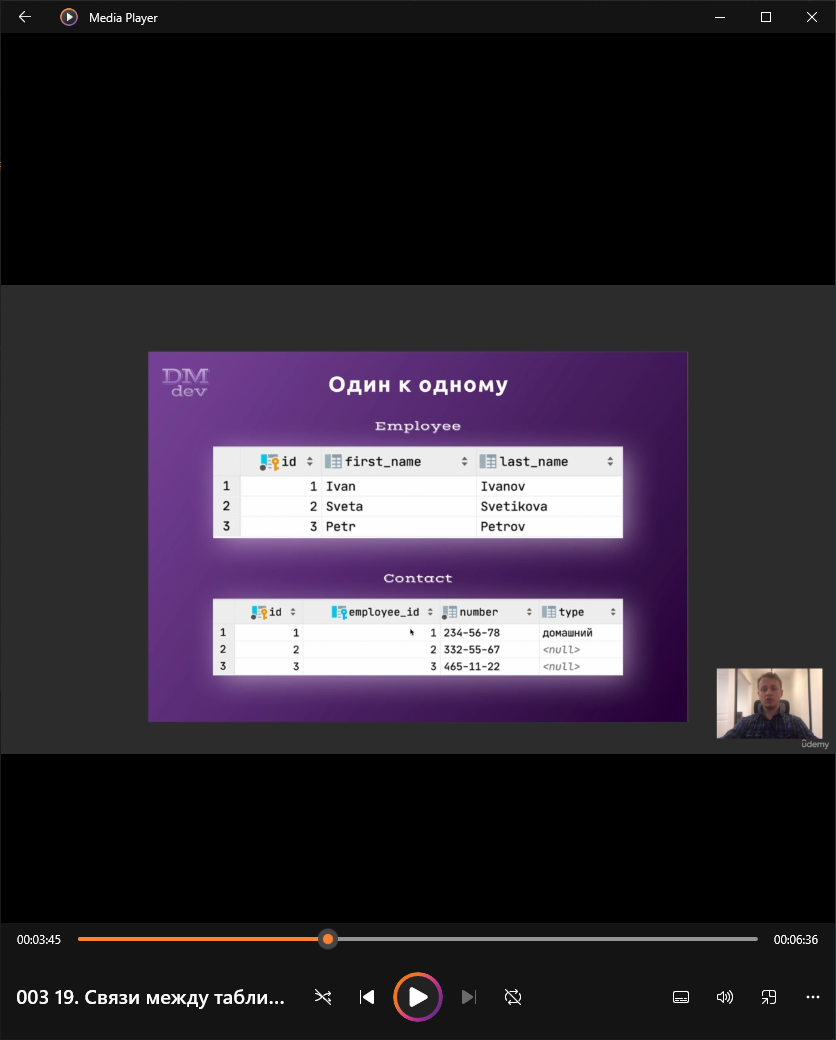 Media Player
DM
dev
Один к одному
Employee
id first_name last_name
1 1 Ivan Ivanov
2 2 Sveta Svetikova
3 3 Petr Petrov
Contact
id employee_id number type
1 1 1 234-56-78 домашний
2 2 2 332-55-67 <null>
3 3 3 465-11-22 <null>
ûdemy
00:03:45 00:06:36
003 19. Связи между табли...